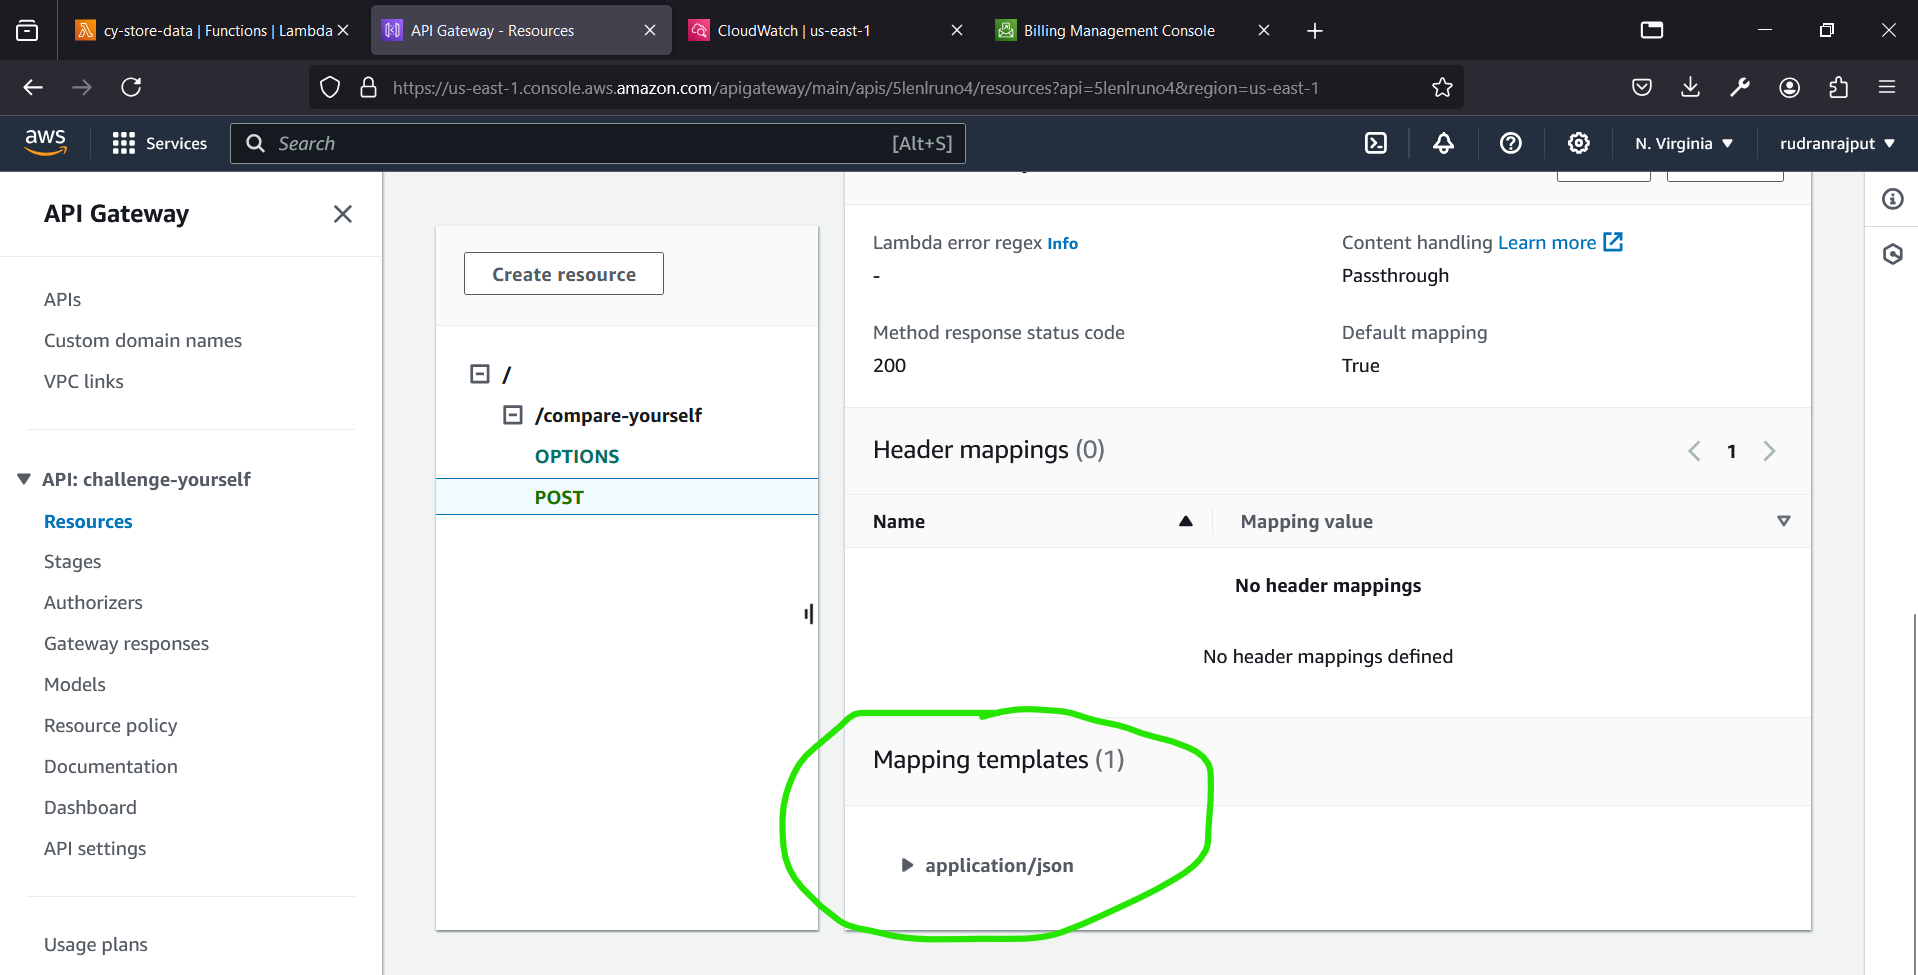 cy-store-data | Functions | Lambda
API Gateway - Resources
CloudWatch | us-east-1
Billing Management Console
https://us-east-1.console.aws.amazon.com/apigateway/main/apis/5lenlruno4/resources?api=5lenlruno4&region=us-east-1
aws
Services
Search
[Alt+S]
N. Virginia
rudranrajput
API Gateway
APIs
Custom domain names
VPC links
API: challenge-yourself
Resources
Stages
Authorizers
Gateway responses
Models
Resource policy
Documentation
Dashboard
API settings
Usage plans
Create resource
/
/compare-yourself
OPTIONS
POST
Lambda error regex Info
-
Content handling Learn more
Passthrough
Method response status code
200
Default mapping
True
Header mappings (0)
1
Name
Mapping value
No header mappings
No header mappings defined
Mapping templates (1)
application/json